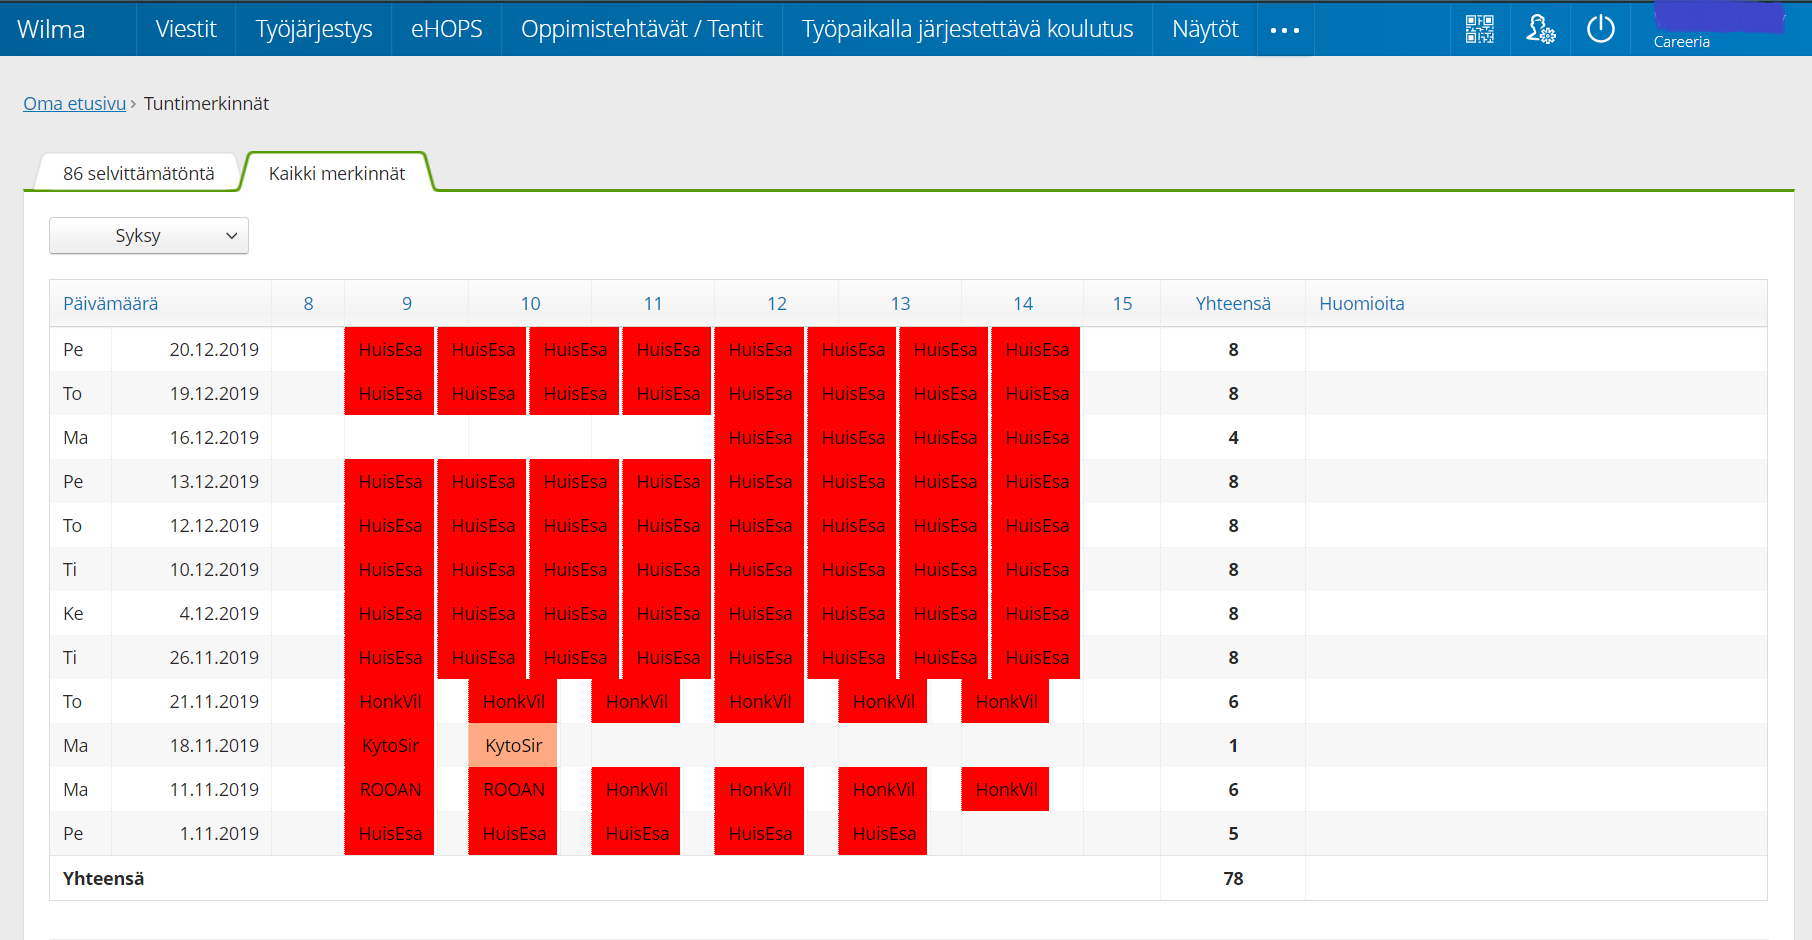 Wilma Viestit Työjärjestys eHOPS Oppimistehtävät / Tentit Työpaikalla järjestettävä koulutus Näytöt ...
Careeria
Oma etusivu › Tuntimerkinnät
86 selvittämätöntä Kaikki merkinnät
Syksy
Päivämäärä 8 9 10 11 12 13 14 15 Yhteensä Huomioita
Pe 20.12.2019 HuisEsa HuisEsa HuisEsa HuisEsa HuisEsa HuisEsa HuisEsa HuisEsa 8
To 19.12.2019 HuisEsa HuisEsa HuisEsa HuisEsa HuisEsa HuisEsa HuisEsa HuisEsa 8
Ma 16.12.2019 HuisEsa HuisEsa HuisEsa HuisEsa 4
Pe 13.12.2019 HuisEsa HuisEsa HuisEsa HuisEsa HuisEsa HuisEsa HuisEsa HuisEsa 8
To 12.12.2019 HuisEsa HuisEsa HuisEsa HuisEsa HuisEsa HuisEsa HuisEsa HuisEsa 8
Ti 10.12.2019 HuisEsa HuisEsa HuisEsa HuisEsa HuisEsa HuisEsa HuisEsa HuisEsa 8
Ke 4.12.2019 HuisEsa HuisEsa HuisEsa HuisEsa HuisEsa HuisEsa HuisEsa HuisEsa 8
Ti 26.11.2019 HuisEsa HuisEsa HuisEsa HuisEsa HuisEsa HuisEsa HuisEsa HuisEsa 8
To 21.11.2019 HonkVil HonkVil HonkVil HonkVil HonkVil HonkVil 6
Ma 18.11.2019 KytoSir KytoSir 1
Ma 11.11.2019 ROOAN ROOAN HonkVil HonkVil HonkVil HonkVil 6
Pe 1.11.2019 HuisEsa HuisEsa HuisEsa HuisEsa HuisEsa 5
Yhteensä 78